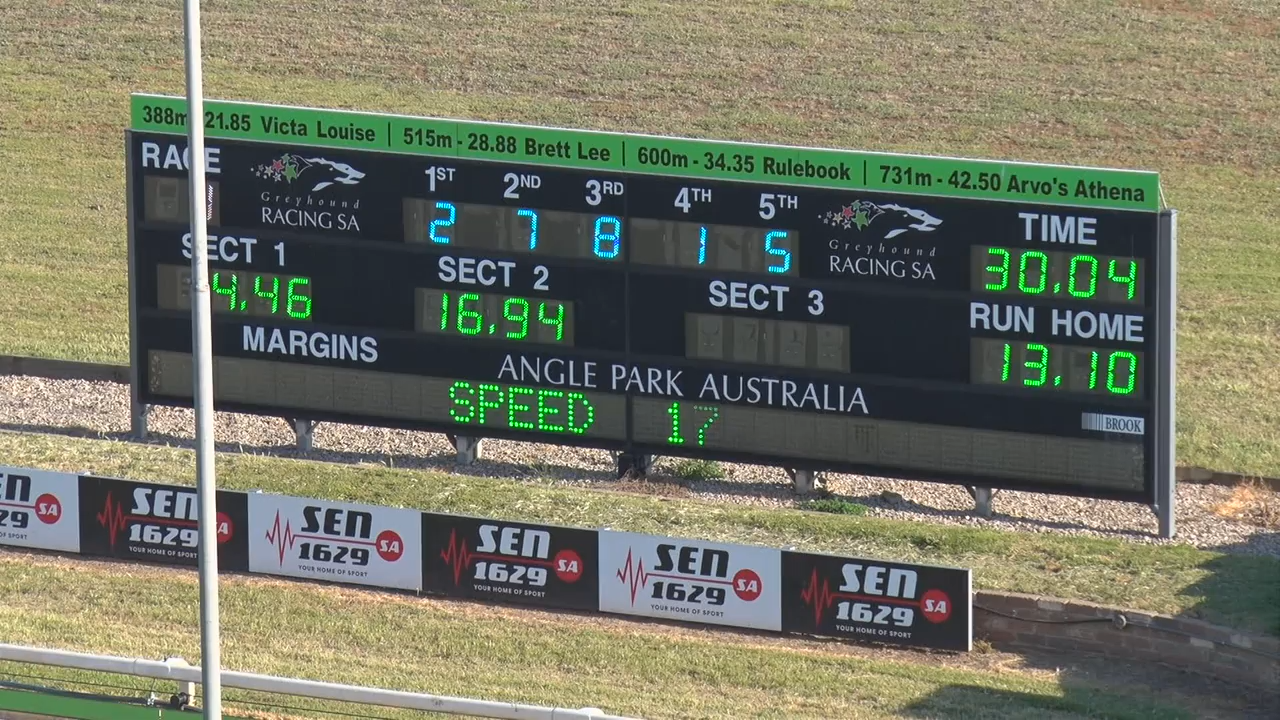 388m 21.85 Victa Louise | 515m - 28.88 Brett Lee | 600m - 34.35 Rulebook | 731m - 42.50 Arvo's Athena
RACE
Greyhound
RACING SA
1ST 2ND 3RD 4TH 5TH
2 7 8 1 5
Greyhound
RACING SA
TIME
30.04
SECT 1
4.46
SECT 2
16.94
SECT 3
RUN HOME
13.10
MARGINS
ANGLE PARK AUSTRALIA
SPEED 17
BROOK
EN SA
29
OF SPORT
SEN
1629
YOUR HOME OF SPORT
SEN SA
1629
YOUR HOME OF SPORT
SEN SA
1629
YOUR HOME OF SPORT
SEN SA
1629
YOUR HOME OF SPORT
SEN SA
1629
YOUR HOME OF SPORT